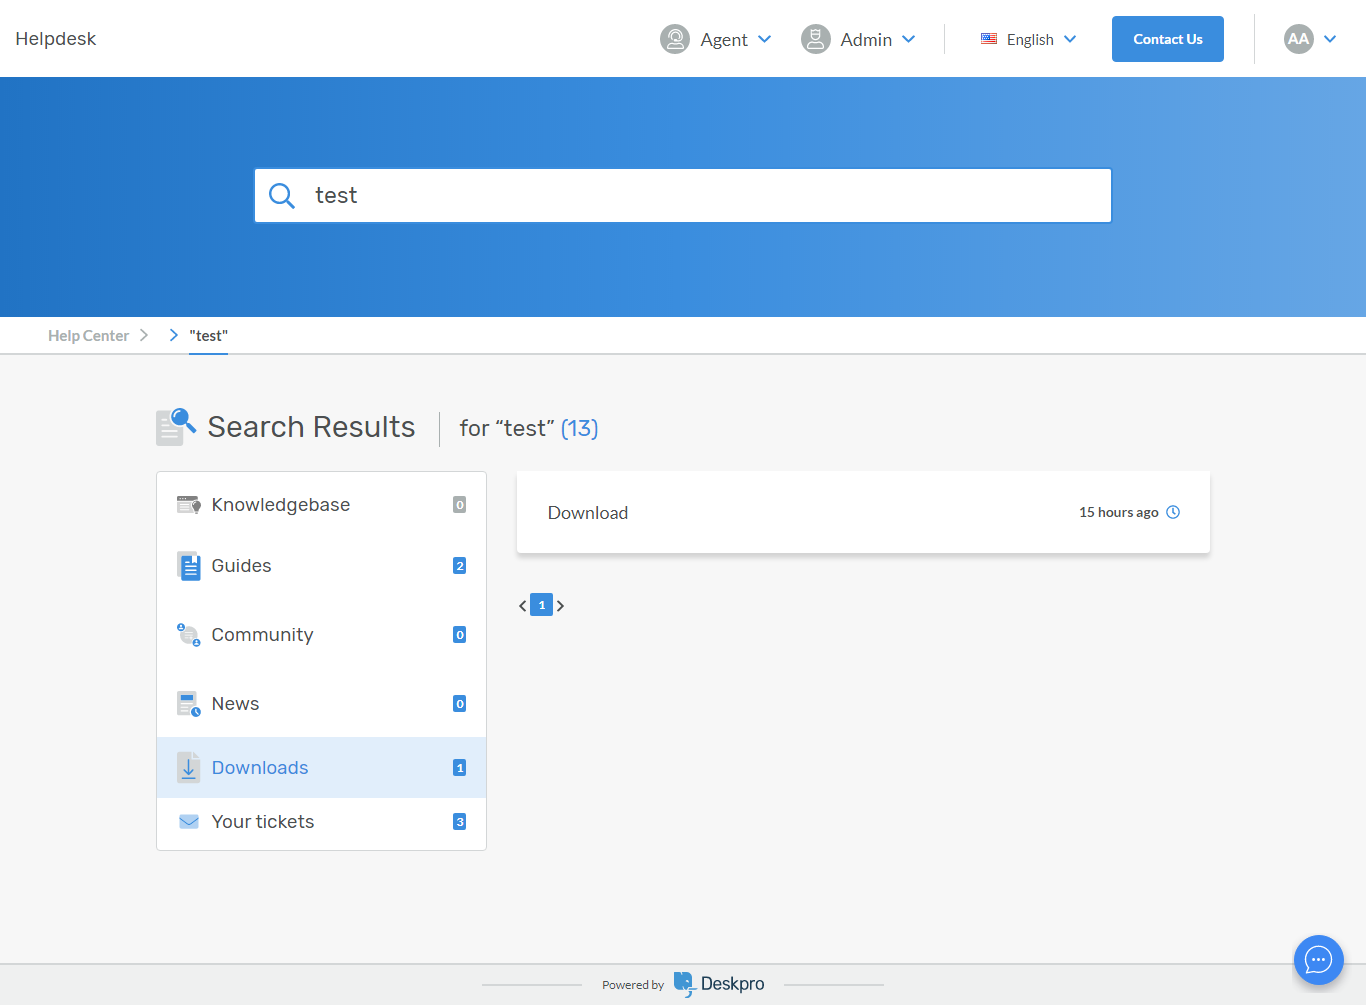 Helpdesk
Agent
Admin
English
Contact Us
AA
test
Help Center
"test"
Search Results
for “test” (13)
Knowledgebase 0
Guides 2
Community 0
News 0
Downloads 1
Your tickets 3
Download
15 hours ago
1
Powered by Deskpro